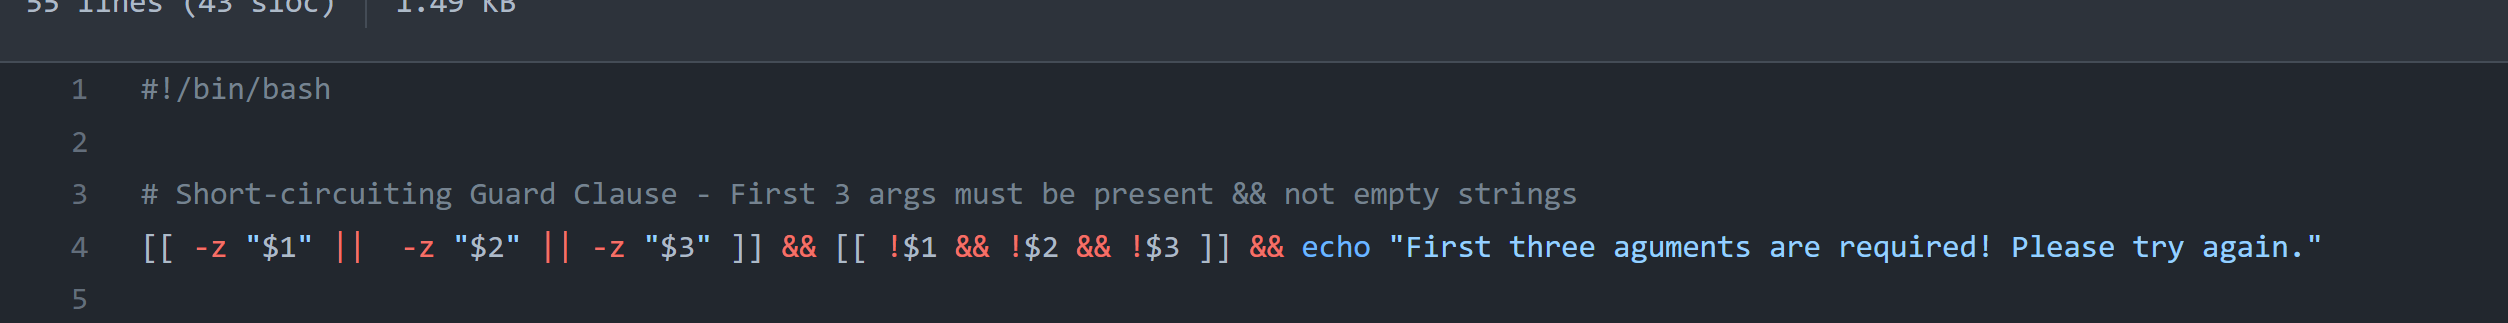 55 lines (43 sloc) 1.49 KB
1 #!/bin/bash
2
3 # Short-circuiting Guard Clause - First 3 args must be present && not empty strings
4 [[ -z "$1" ||  -z "$2" || -z "$3" ]] && [[ !$1 && !$2 && !$3 ]] && echo "First three aguments are required! Please try again."
5